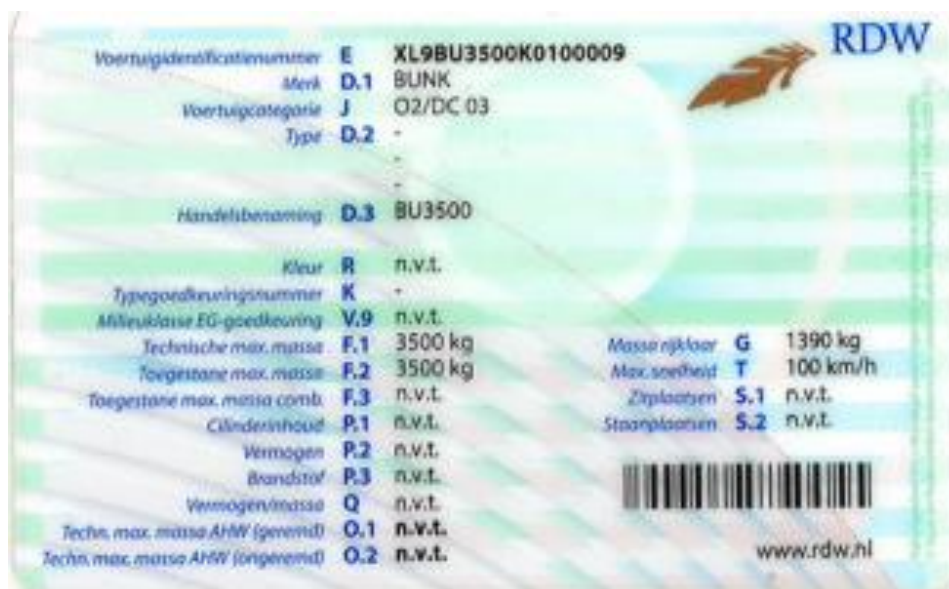 RDW
Voertuigidentificatienummer E XL9BU3500K0100009
Merk D.1 BUNK
Voertuigcategorie J O2/DC 03
Type D.2 -
-
-
Handelsbenaming D.3 BU3500
Kleur R n.v.t.
Typegoedkeuringsnummer K -
Milieuklasse EG-goedkeuring V.9 n.v.t.
Technische max. massa F.1 3500 kg Massa rijklaar G 1390 kg
Toegestane max. massa F.2 3500 kg Max. snelheid T 100 km/h
Toegestane max. massa comb. F.3 n.v.t. Zitplaatsen S.1 n.v.t.
Cilinderinhoud P.1 n.v.t. Staanplaatsen S.2 n.v.t.
Vermogen P.2 n.v.t.
Brandstof P.3 n.v.t.
Vermogen/massa Q n.v.t.
Techn. max. massa AHW (geremd) O.1 n.v.t.
Techn. max. massa AHW (ongeremd) O.2 n.v.t.
www.rdw.nl